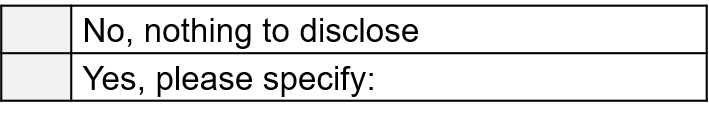 No, nothing to disclose
Yes, please specify: